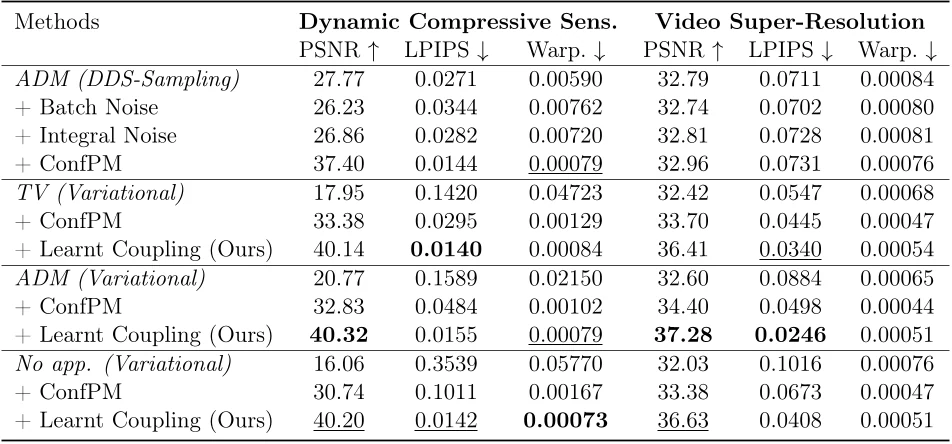 Methods Dynamic Compressive Sens. Video Super-Resolution
PSNR ↑ LPIPS ↓ Warp. ↓ PSNR ↑ LPIPS ↓ Warp. ↓
ADM (DDS-Sampling) 27.77 0.0271 0.00590 32.79 0.0711 0.00084
+ Batch Noise 26.23 0.0344 0.00762 32.74 0.0702 0.00080
+ Integral Noise 26.86 0.0282 0.00720 32.81 0.0728 0.00081
+ ConfPM 37.40 0.0144 0.00079 32.96 0.0731 0.00076
TV (Variational) 17.95 0.1420 0.04723 32.42 0.0547 0.00068
+ ConfPM 33.38 0.0295 0.00129 33.70 0.0445 0.00047
+ Learnt Coupling (Ours) 40.14 0.0140 0.00084 36.41 0.0340 0.00054
ADM (Variational) 20.77 0.1589 0.02150 32.60 0.0884 0.00065
+ ConfPM 32.83 0.0484 0.00102 34.40 0.0498 0.00044
+ Learnt Coupling (Ours) 40.32 0.0155 0.00079 37.28 0.0246 0.00051
No app. (Variational) 16.06 0.3539 0.05770 32.03 0.1016 0.00076
+ ConfPM 30.74 0.1011 0.00167 33.38 0.0673 0.00047
+ Learnt Coupling (Ours) 40.20 0.0142 0.00073 36.63 0.0408 0.00051